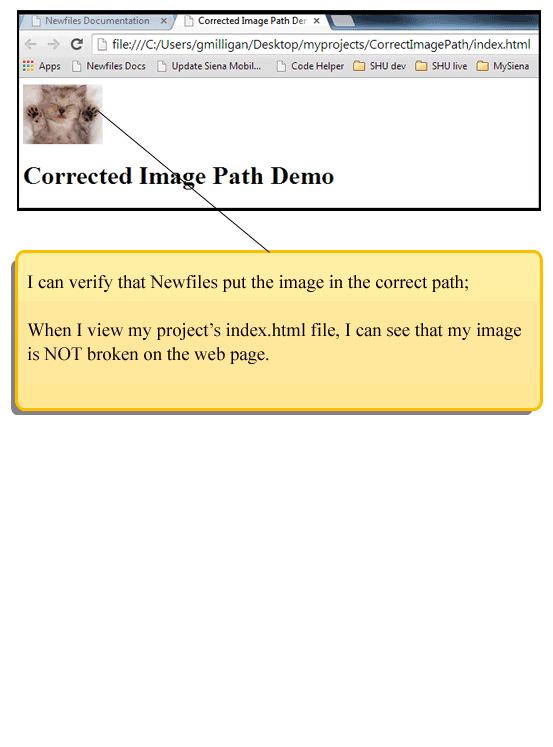 Newfiles Documentation × Corrected Image Path Der ×
file:///C:/Users/gmilligan/Desktop/myprojects/CorrectImagePath/index.html
Apps Newfiles Docs Update Siena Mobil... Code Helper SHU dev SHU live MySiena
Corrected Image Path Demo
I can verify that Newfiles put the image in the correct path;
When I view my project’s index.html file, I can see that my image
is NOT broken on the web page.